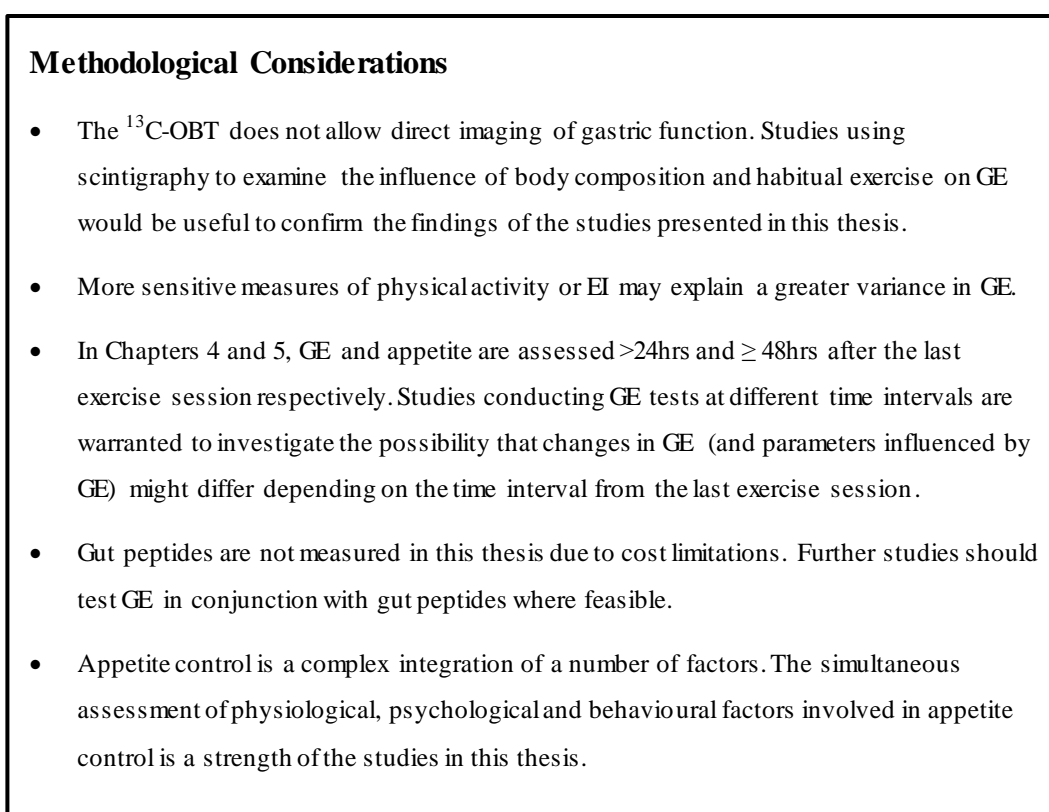 Methodological Considerations
• The ¹³C-OBT does not allow direct imaging of gastric function. Studies using
scintigraphy to examine the influence of body composition and habitual exercise on GE
would be useful to confirm the findings of the studies presented in this thesis.
• More sensitive measures of physical activity or EI may explain a greater variance in GE.
• In Chapters 4 and 5, GE and appetite are assessed >24hrs and ≥ 48hrs after the last
exercise session respectively. Studies conducting GE tests at different time intervals are
warranted to investigate the possibility that changes in GE (and parameters influenced by
GE) might differ depending on the time interval from the last exercise session.
• Gut peptides are not measured in this thesis due to cost limitations. Further studies should
test GE in conjunction with gut peptides where feasible.
• Appetite control is a complex integration of a number of factors. The simultaneous
assessment of physiological, psychological and behavioural factors involved in appetite
control is a strength of the studies in this thesis.